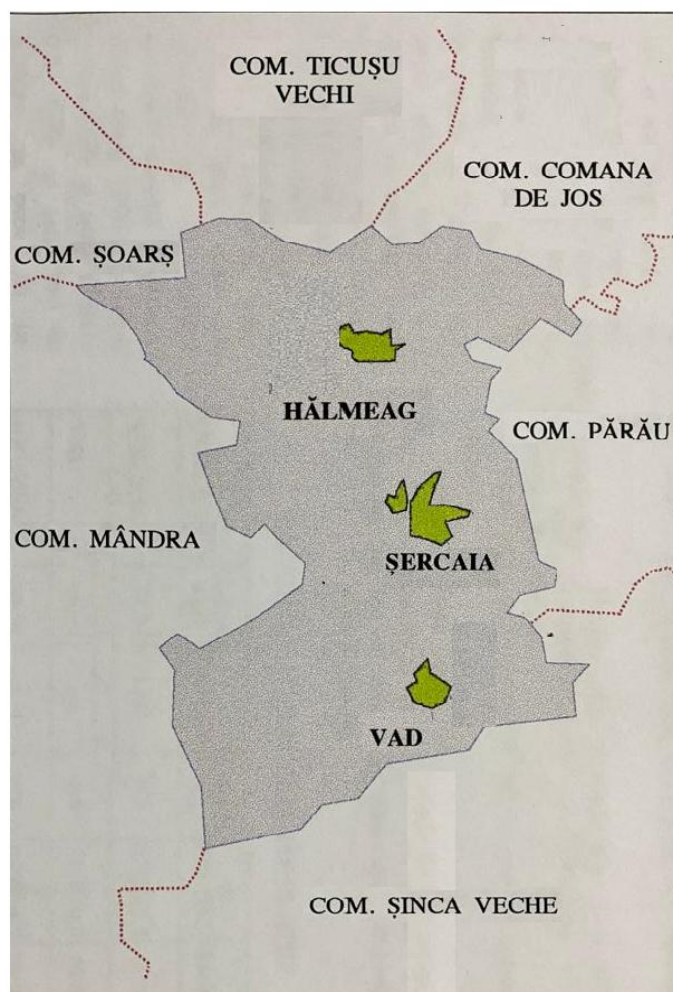 COM. TICUȘU
VECHI
COM. COMANA
DE JOS
COM. ȘOARȘ
HĂLMEAG
COM. PĂRĂU
COM. MÂNDRA
ȘERCAIA
VAD
COM. ȘINCA VECHE